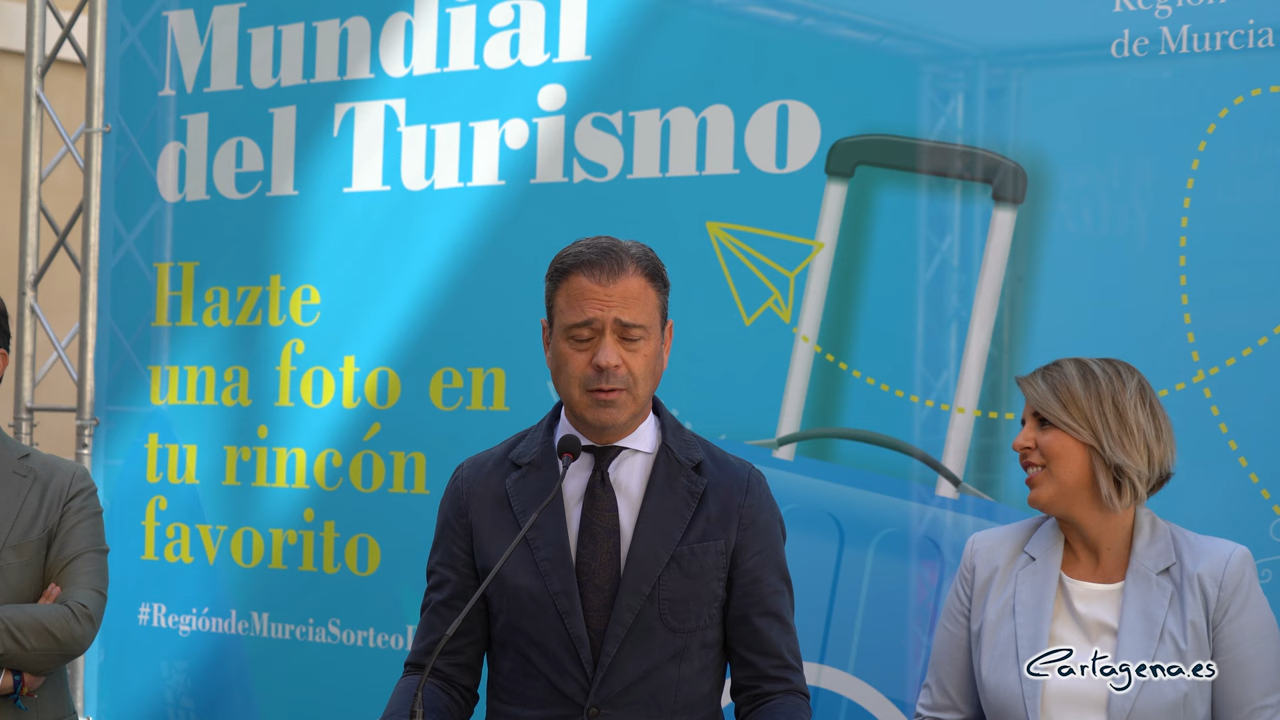 Mundial
del Turismo
Región
de Murcia
Hazte
una foto en
tu rincón
favorito
#RegióndeMurciaSorteo
Cartagena.es